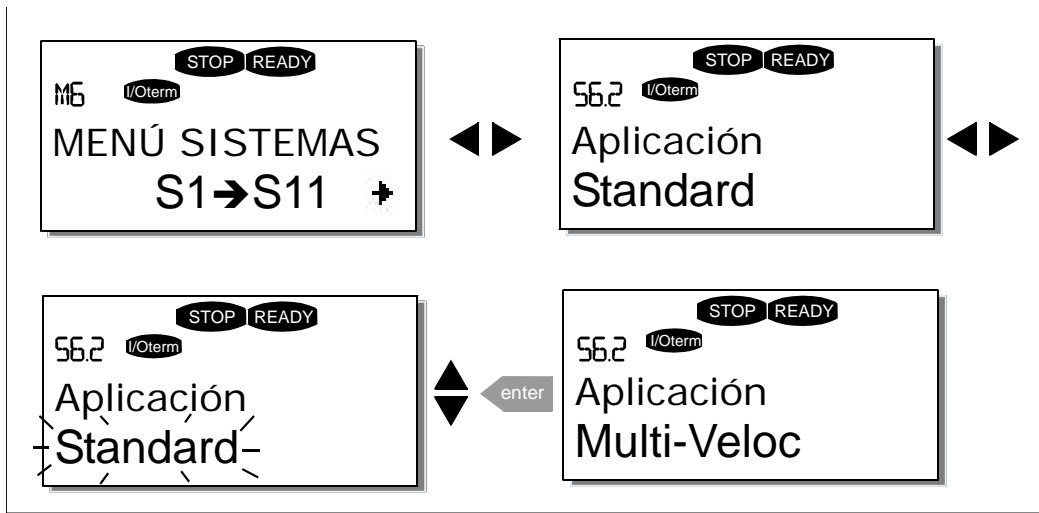 STOP READY
M6 I/Oterm
MENÚ SISTEMAS
S1➔S11
STOP READY
S6.2 I/Oterm
Aplicación
Standard
STOP READY
S6.2 I/Oterm
Aplicación
Standard
enter
STOP READY
S6.2 I/Oterm
Aplicación
Multi-Veloc